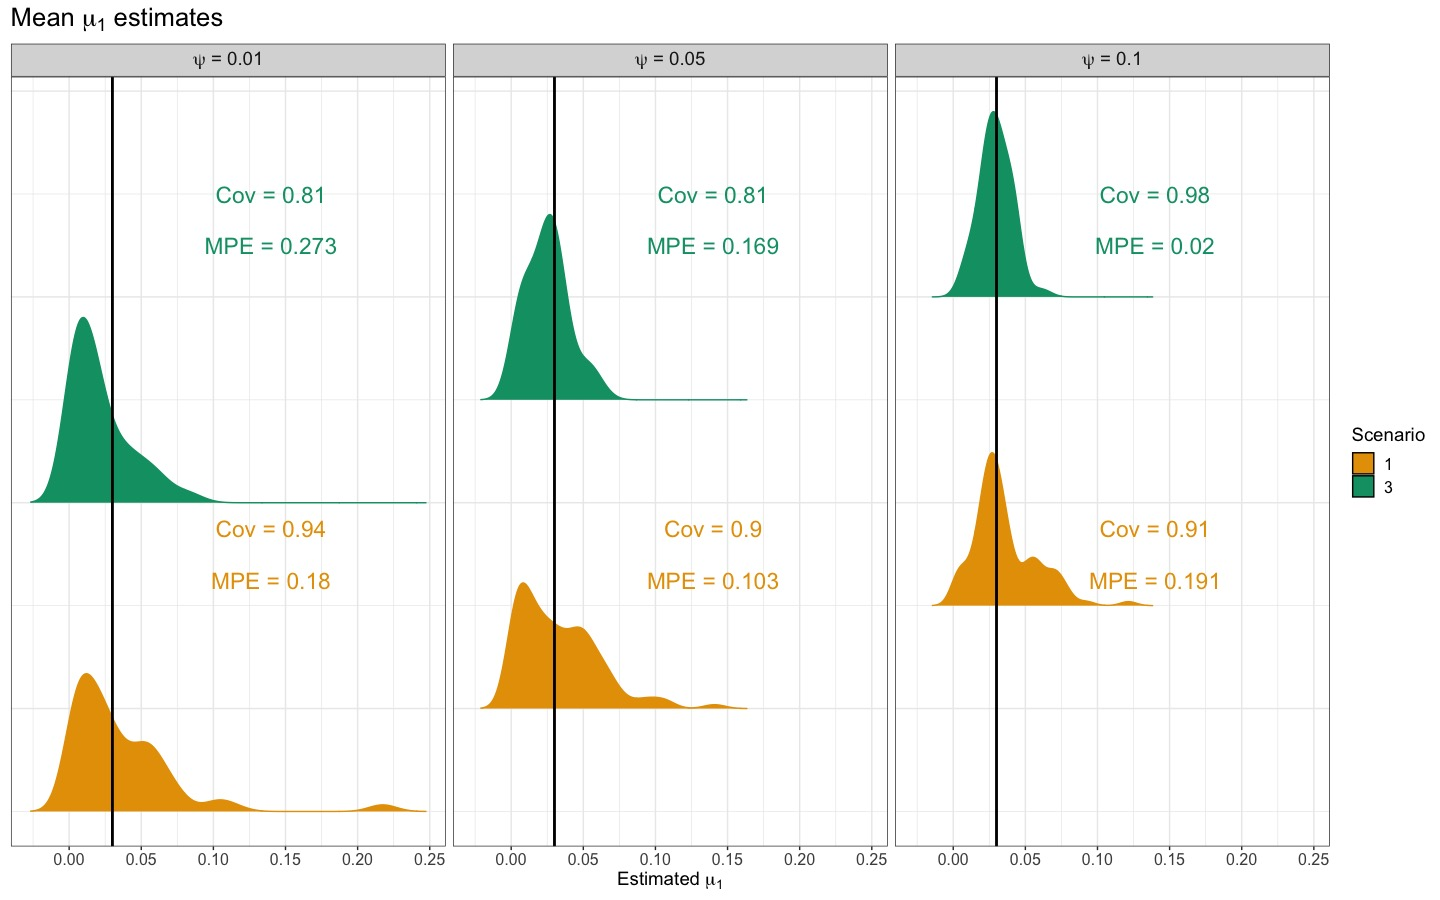 Mean μ1 estimates
ψ = 0.01
ψ = 0.05
ψ = 0.1
Cov = 0.81
Cov = 0.81
Cov = 0.98
MPE = 0.273
MPE = 0.169
MPE = 0.02
Scenario
1
3
Cov = 0.94
Cov = 0.9
Cov = 0.91
MPE = 0.18
MPE = 0.103
MPE = 0.191
0.00 0.05 0.10 0.15 0.20 0.25
0.00 0.05 0.10 0.15 0.20 0.25
0.00 0.05 0.10 0.15 0.20 0.25
Estimated μ1